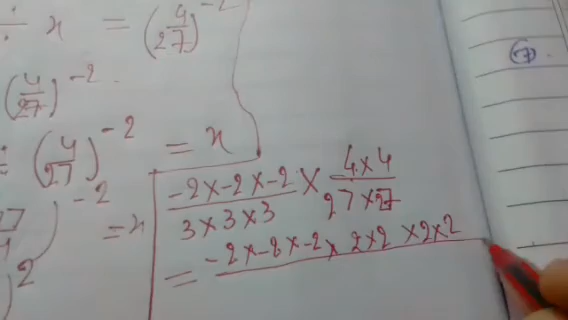 ÷ x = (4/27)^-2
(4/27)^-2
÷ (4/27)^-2 = x
)^-2 = x
)^2
-2×-2×-2/3×3×3 × 4×4/27×27
= -2×-2×-2×2×2×2×2
7